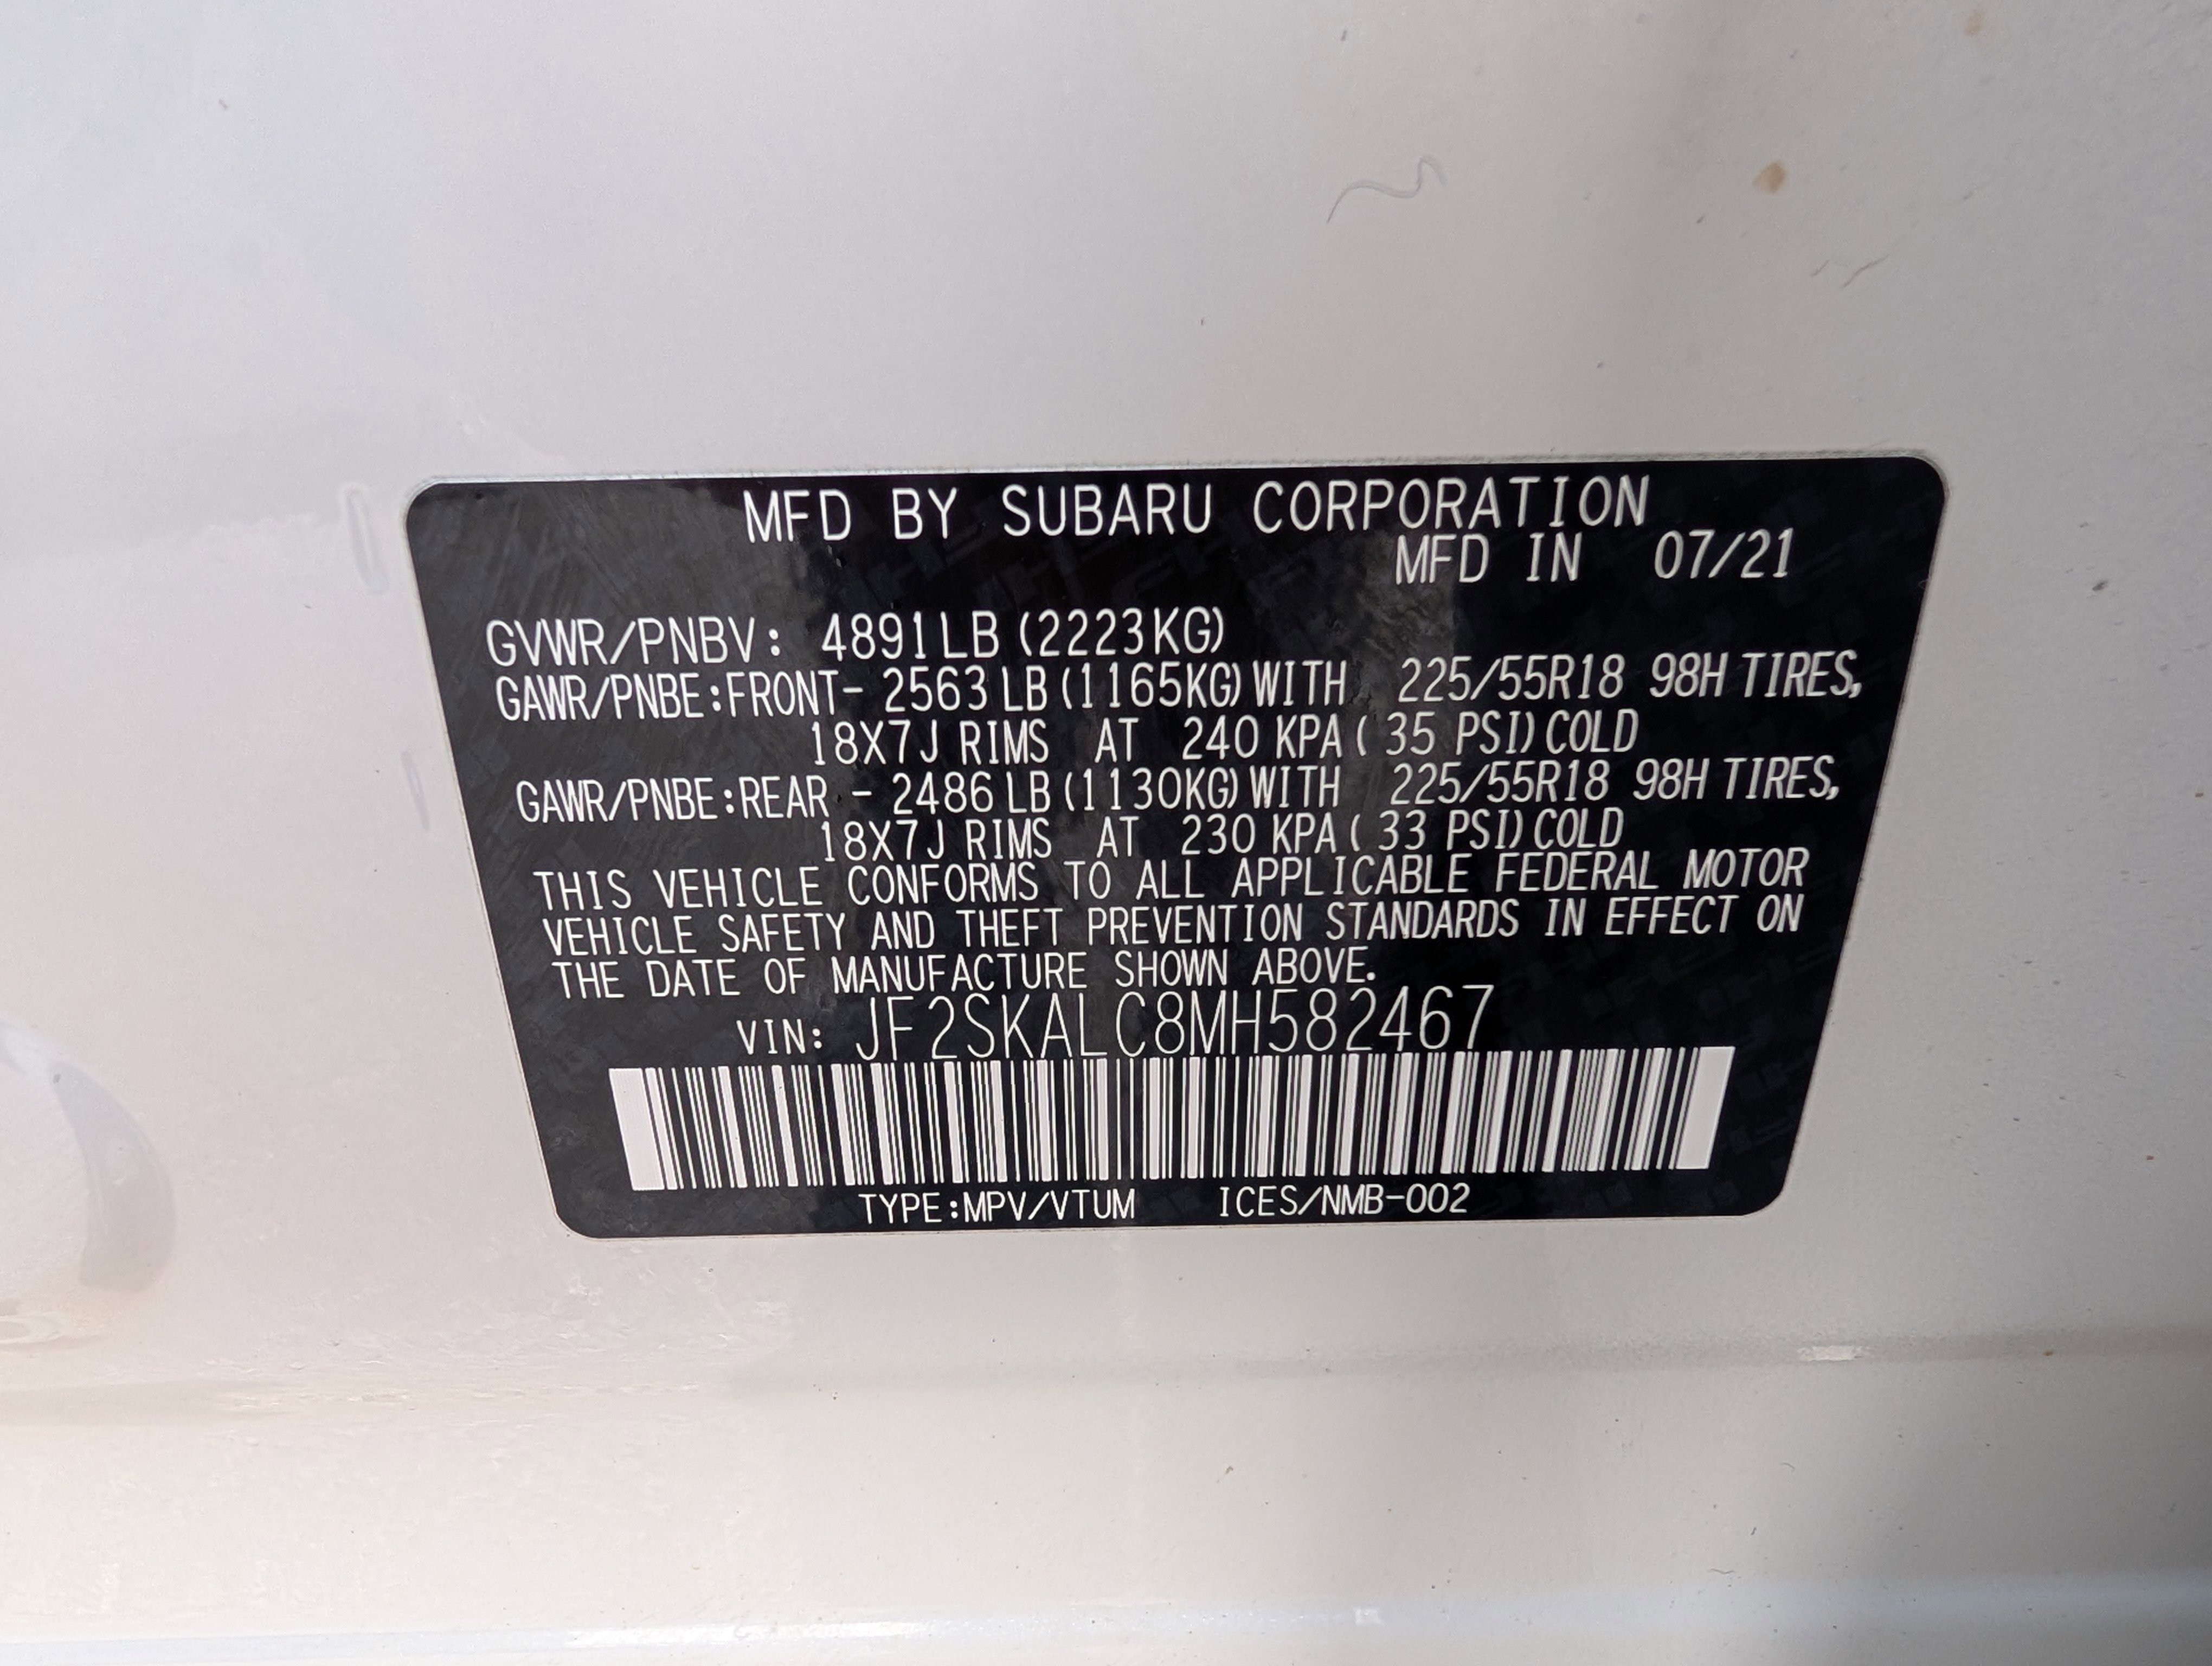 MFD BY SUBARU CORPORATION
MFD IN 07/21
GVWR/PNBV: 4891LB (2223KG)
GAWR/PNBE:FRONT- 2563 LB (1165KG) WITH 225/55R18 98H TIRES,
18X7J RIMS AT 240 KPA ( 35 PSI) COLD
GAWR/PNBE:REAR - 2486 LB (1130KG) WITH 225/55R18 98H TIRES,
18X7J RIMS AT 230 KPA ( 33 PSI) COLD
THIS VEHICLE CONFORMS TO ALL APPLICABLE FEDERAL MOTOR
VEHICLE SAFETY AND THEFT PREVENTION STANDARDS IN EFFECT ON
THE DATE OF MANUFACTURE SHOWN ABOVE.
VIN: JF2SKALC8MH582467
TYPE:MPV/VTUM ICES/NMB-002